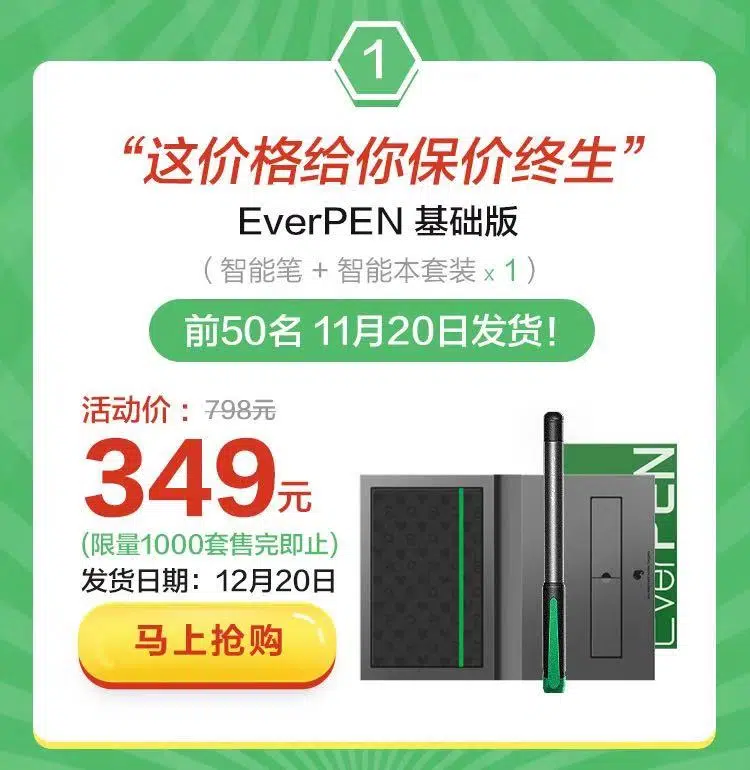 1
“这价格给你保价终生”
EverPEN 基础版
（智能笔 + 智能本套装 x 1）
前50名 11月20日发货！
活动价：798元
349元
(限量1000套售完即止)
发货日期：12月20日
马上抢购
EverPEN